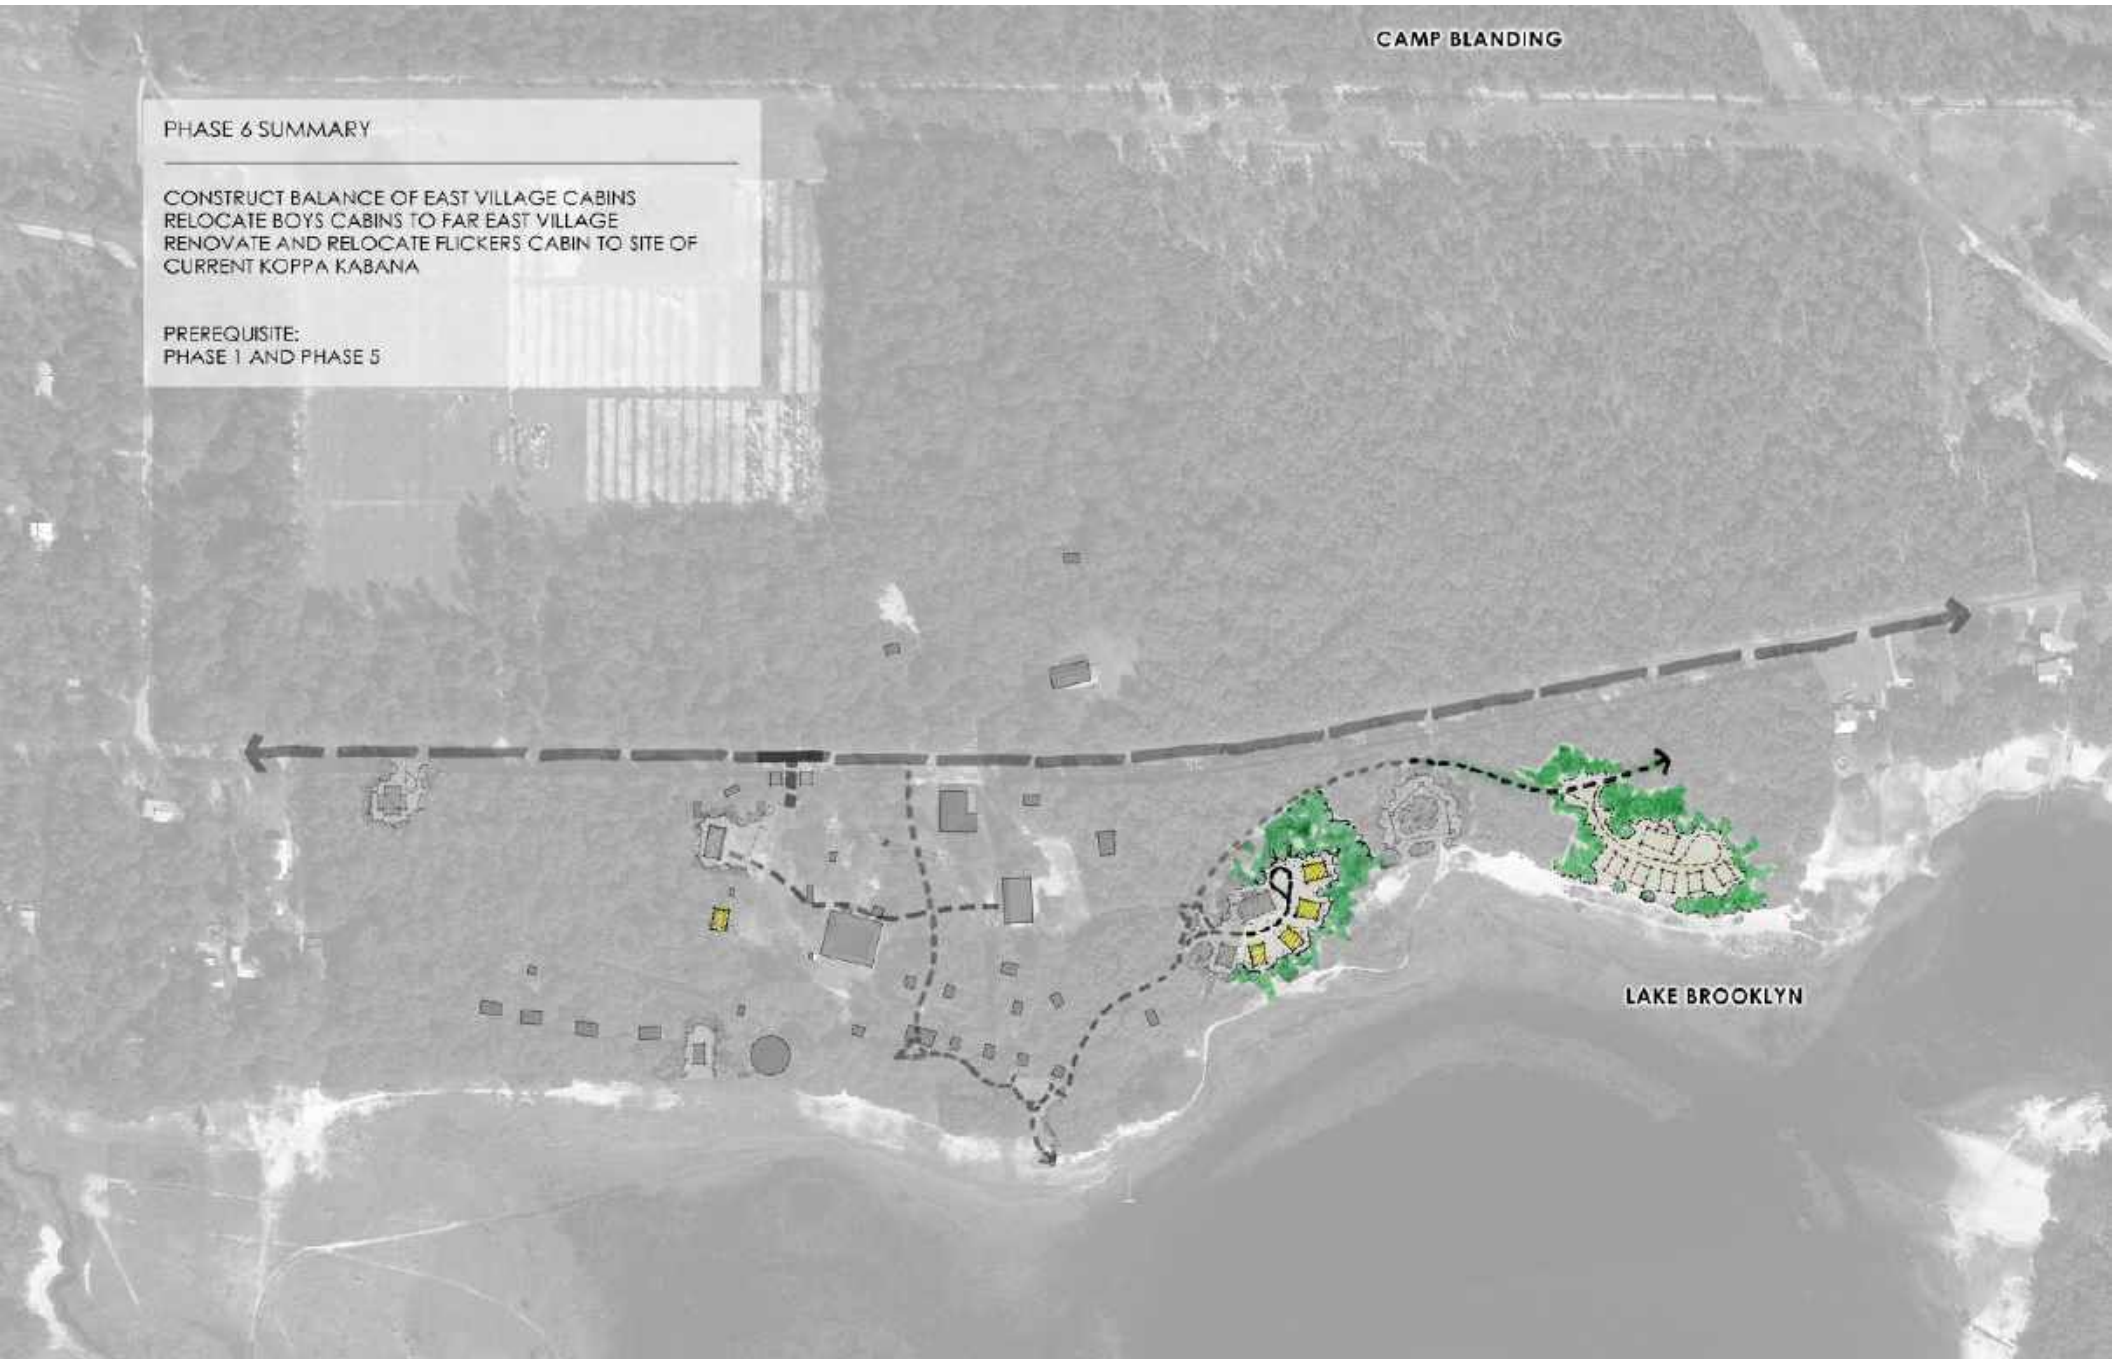 CAMP BLANDING
PHASE 6 SUMMARY
CONSTRUCT BALANCE OF EAST VILLAGE CABINS
RELOCATE BOYS CABINS TO FAR EAST VILLAGE
RENOVATE AND RELOCATE FLICKERS CABIN TO SITE OF
CURRENT KOPPA KABANA
PREREQUISITE:
PHASE 1 AND PHASE 5
LAKE BROOKLYN